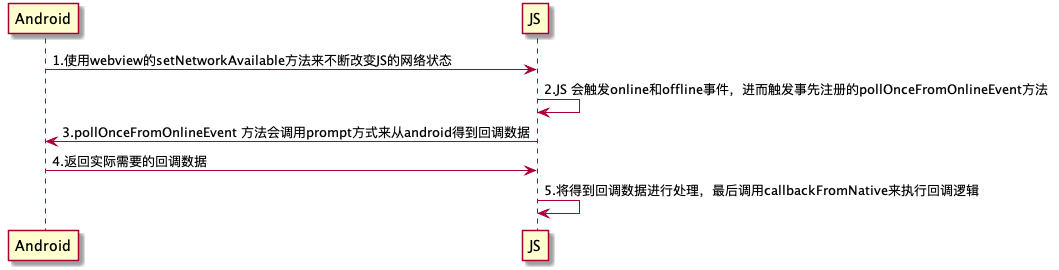 Android JS
1.使用webview的setNetworkAvailable方法来不断改变JS的网络状态
2.JS 会触发online和offline事件，进而触发事先注册的pollOnceFromOnlineEvent方法
3.pollOnceFromOnlineEvent 方法会调用prompt方式来从android得到回调数据
4.返回实际需要的回调数据
5.将得到回调数据进行处理，最后调用callbackFromNative来执行回调逻辑
Android JS